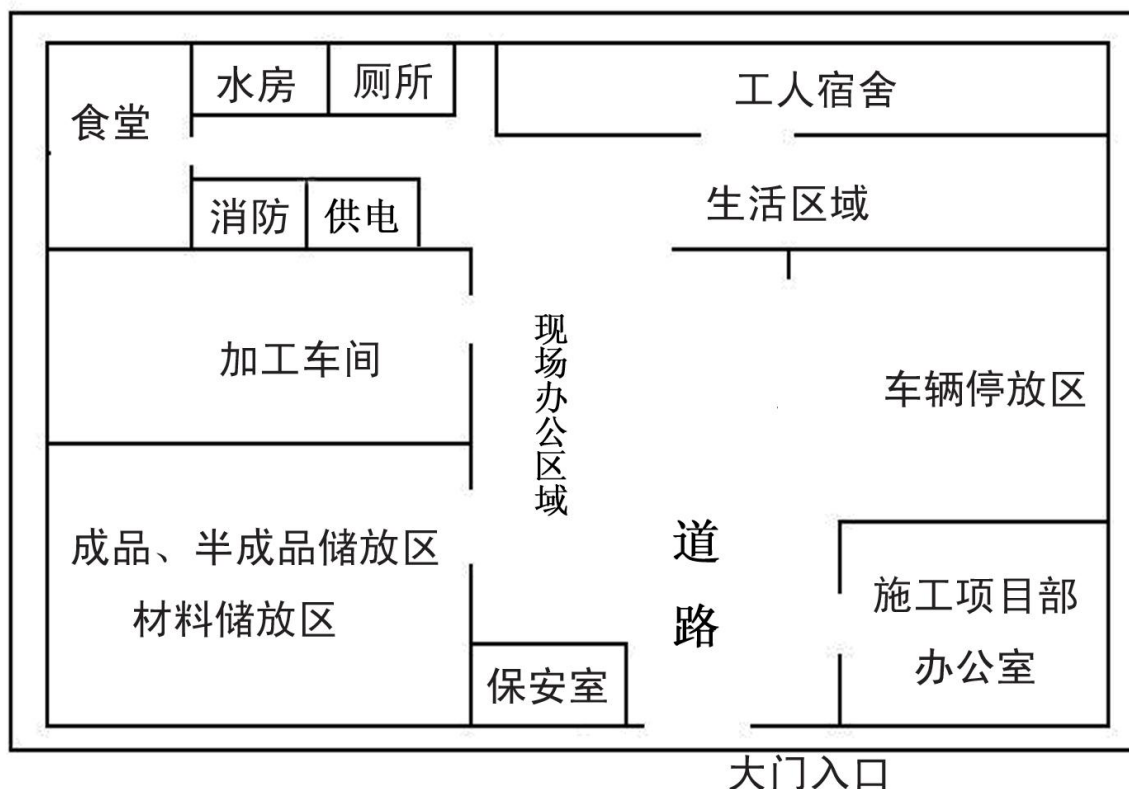 水房
厕所
工人宿舍
食堂
消防
供电
生活区域
加工车间
现场办公区域
车辆停放区
成品、半成品储放区
材料储放区
道路
施工项目部
办公室
保安室
大门入口